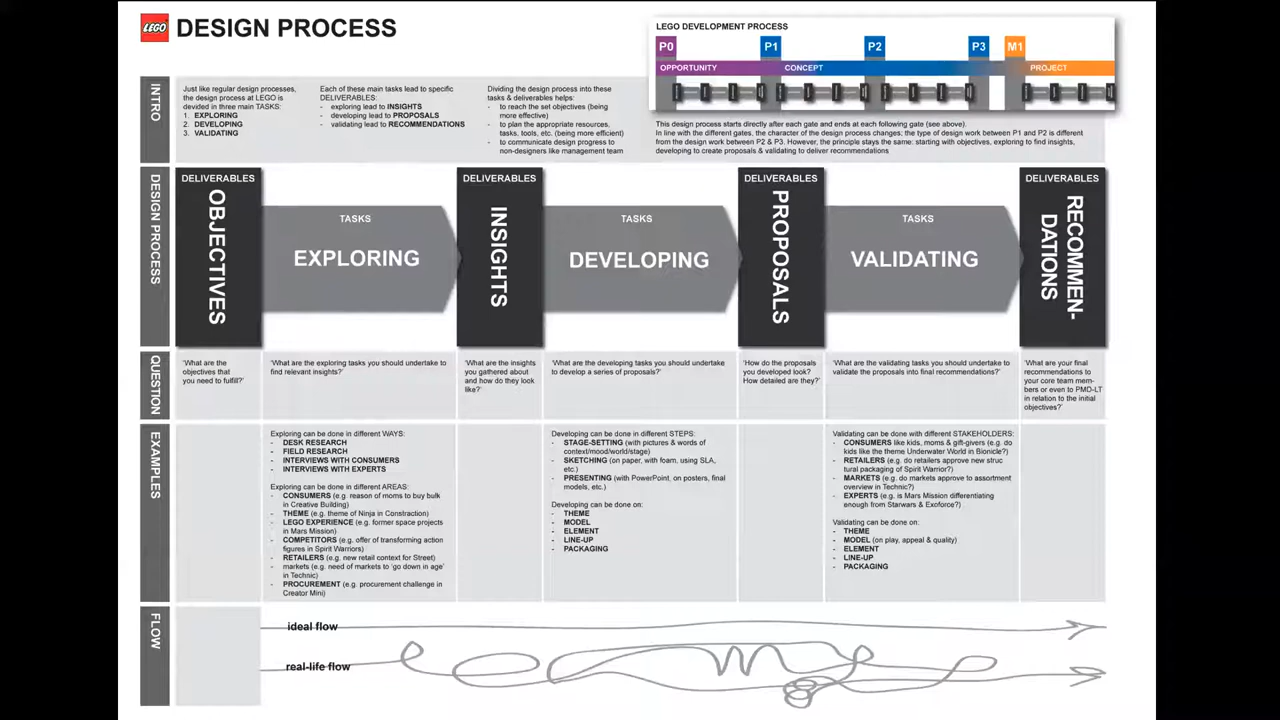 LEGO DESIGN PROCESS
LEGO DEVELOPMENT PROCESS
P0 P1 P2 P3 M1
OPPORTUNITY CONCEPT PROJECT
INTRO
Just like regular design processes,
the design process at LEGO is
devided in three main TASKS:
1. EXPLORING
2. DEVELOPING
3. VALIDATING
Each of these main tasks lead to specific
DELIVERABLES:
- exploring lead to INSIGHTS
- developing lead to PROPOSALS
- validating lead to RECOMMENDATIONS
Dividing the design process into these
tasks & deliverables helps:
- to reach the set objectives (being
more effective)
- to plan the appropriate resources,
tasks, tools, etc. (being more efficient)
- to communicate design progress to
non-designers like management team
This design process starts directly after each gate and ends at each following gate (see above).
In line with the different gates, the character of the design process changes; the type of design work between P1 and P2 is different
from the design work between P2 & P3. However, the principle stays the same: starting with objectives, exploring to find insights,
developing to create proposals & validating to deliver recommendations
DESIGN PROCESS
DELIVERABLES
OBJECTIVES
TASKS
EXPLORING
DELIVERABLES
INSIGHTS
TASKS
DEVELOPING
DELIVERABLES
PROPOSALS
TASKS
VALIDATING
DELIVERABLES
RECOMMEN-
DATIONS
QUESTION
'What are the
objectives that
you need to fulfill?'
'What are the exploring tasks you should undertake to
find relevant insights?'
'What are the insights
you gathered about
and how do they look
like?'
'What are the developing tasks you should undertake
to develop a series of proposals?'
'How do the proposals
you developed look?
How detailed are they?'
'What are the validating tasks you should undertake to
validate the proposals into final recommendations?'
'What are your final
recommendations to
your core team mem-
bers or even to PMD-LT
in relation to the initial
objectives?'
EXAMPLES
Exploring can be done in different WAYS:
- DESK RESEARCH
- FIELD RESEARCH
- INTERVIEWS WITH CONSUMERS
- INTERVIEWS WITH EXPERTS
Exploring can be done in different AREAS:
- CONSUMERS (e.g. reason of moms to buy bulk
in Creative Building)
- THEME (e.g. theme of Ninja in Constraction)
- LEGO EXPERIENCE (e.g. former space projects
in Mars Mission)
- COMPETITORS (e.g. offer of transforming action
figures in Spirit Warriors)
- RETAILERS (e.g. new retail context for Street)
- markets (e.g. need of markets to 'go down in age'
in Technic)
- PROCUREMENT (e.g. procurement challenge in
Creator Mini)
Developing can be done in different STEPS:
- STAGE-SETTING (with pictures & words of
context/mood/world/stage)
- SKETCHING (on paper, with foam, using SLA,
etc.)
- PRESENTING (with PowerPoint, on posters, final
models, etc.)
Developing can be done on:
- THEME
- MODEL
- ELEMENT
- LINE-UP
- PACKAGING
Validating can be done with different STAKEHOLDERS:
- CONSUMERS like kids, moms & gift-givers (e.g. do
kids like the theme Underwater World in Bionicle?)
- RETAILERS (e.g. do retailers approve new struc
tural packaging of Spirit Warrior?)
- MARKETS (e.g. do markets approve to assortment
overview in Technic?)
- EXPERTS (e.g. is Mars Mission differentiating
enough from Starwars & Exoforce?)
Validating can be done on:
- THEME
- MODEL (on play, appeal & quality)
- ELEMENT
- LINE-UP
- PACKAGING
FLOW
ideal flow
real-life flow